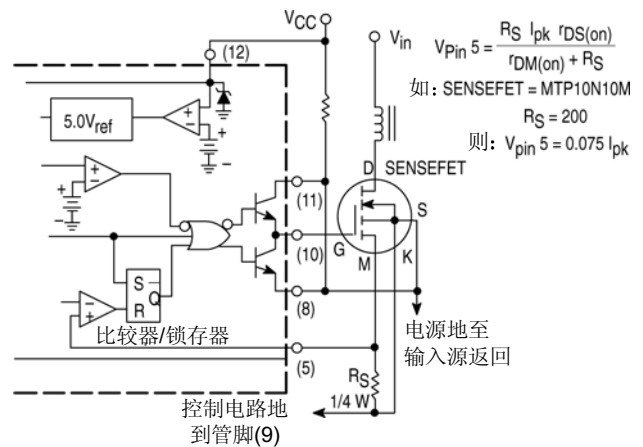 VCC
Vin
(12)
VPin 5 = RS Ipk rDS(on) / rDM(on) + RS
如: SENSEFET = MTP10N10M
RS = 200
则: Vpin 5 = 0.075 Ipk
5.0Vref
+
–
–
+
+
–
D SENSEFET
(11)
S
G
(10)
M
K
S
Q
R
(8)
–
+
比较器/锁存器
(5)
电源地至
输入源返回
RS
1/4 W
控制电路地
到管脚(9)